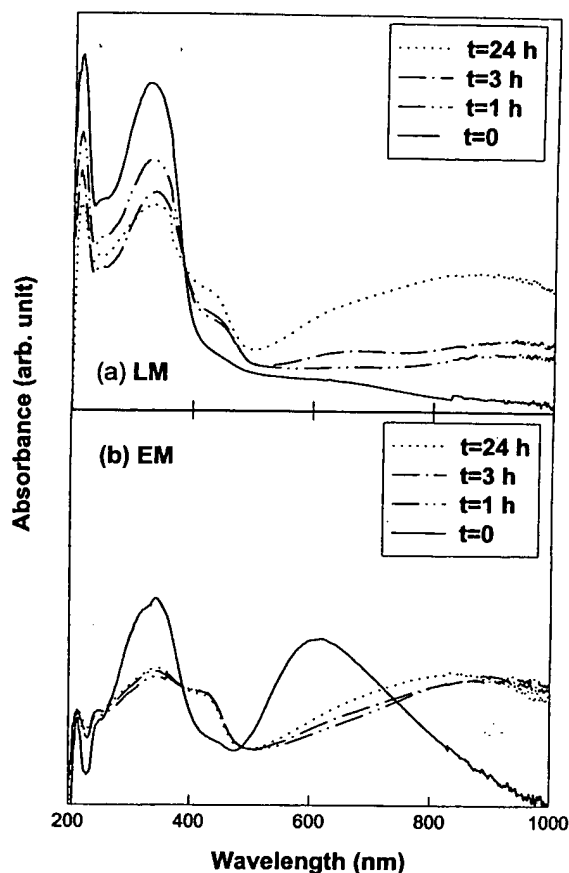 t=24 h
t=3 h
t=1 h
t=0
(a) LM
Absorbance (arb. unit)
(b) EM
t=24 h
t=3 h
t=1 h
t=0
200
400
600
800
1000
Wavelength (nm)